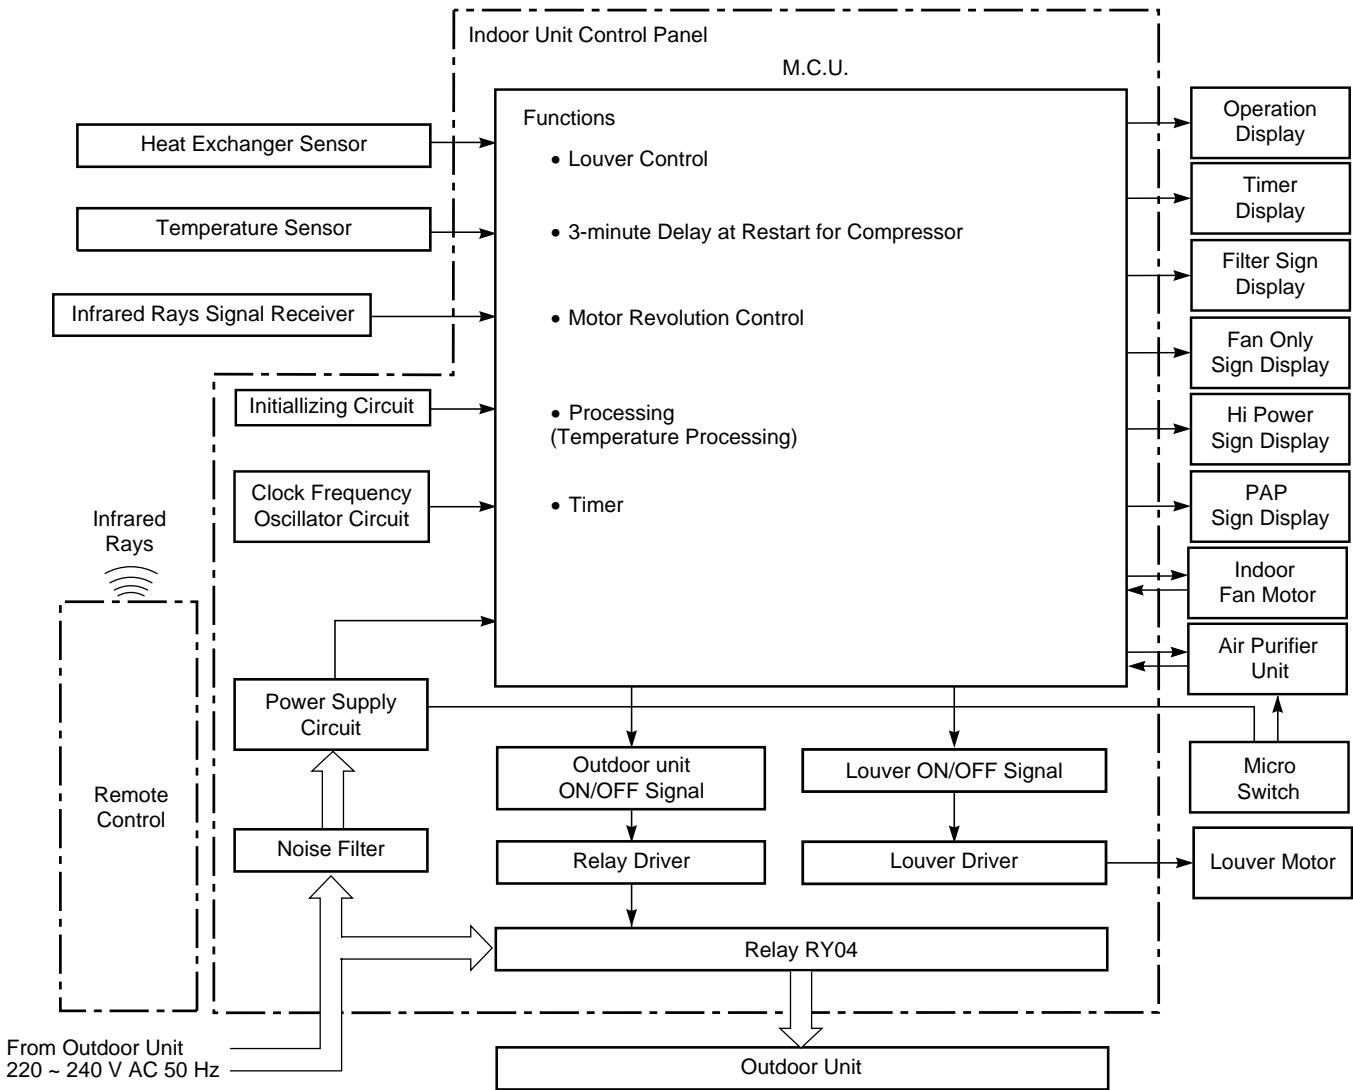 Indoor Unit Control Panel
M.C.U.
Functions
• Louver Control
• 3-minute Delay at Restart for Compressor
• Motor Revolution Control
• Processing
(Temperature Processing)
• Timer
Heat Exchanger Sensor
Temperature Sensor
Infrared Rays Signal Receiver
Initiallizing Circuit
Clock Frequency
Oscillator Circuit
Infrared
Rays
Remote
Control
Power Supply
Circuit
Noise Filter
From Outdoor Unit
220 ~ 240 V AC 50 Hz
Outdoor unit
ON/OFF Signal
Relay Driver
Relay RY04
Outdoor Unit
Louver ON/OFF Signal
Louver Driver
Operation
Display
Timer
Display
Filter Sign
Display
Fan Only
Sign Display
Hi Power
Sign Display
PAP
Sign Display
Indoor
Fan Motor
Air Purifier
Unit
Micro
Switch
Louver Motor